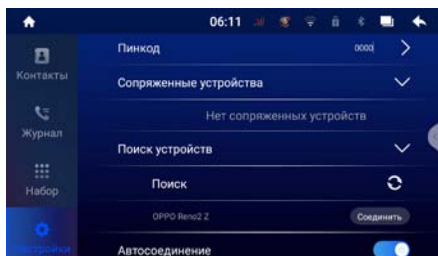 06:11
Пинкод 0000
Контакты
Сопряженные устройства
Нет сопряженных устройств
Журнал
Поиск устройств
Поиск
Набор
OPPO Reno2 Z Соединить
Настройки
Автосоединение